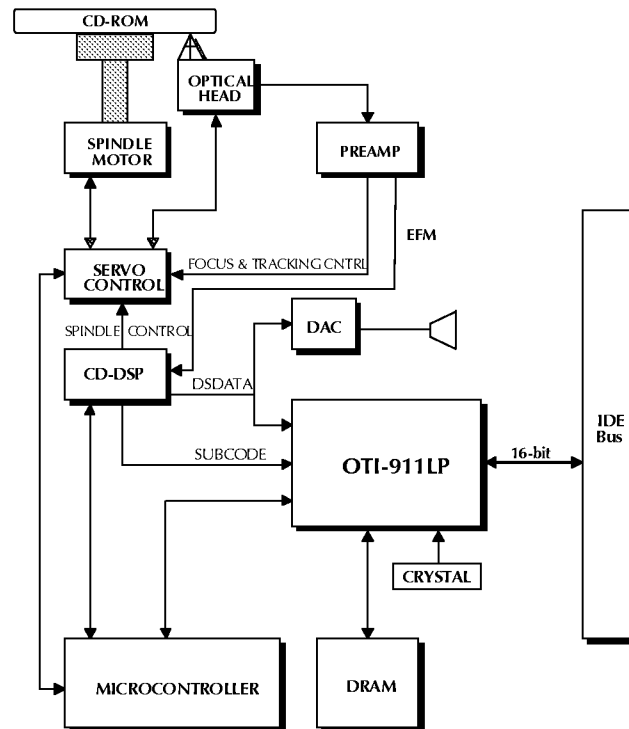 CD-ROM
OPTICAL
HEAD
SPINDLE
MOTOR
PREAMP
EFM
SERVO
CONTROL
FOCUS & TRACKING CNTRL
SPINDLE CONTROL
DAC
CD-DSP
DSDATA
IDE
Bus
SUBCODE
OTI-911LP
16-bit
CRYSTAL
MICROCONTROLLER
DRAM